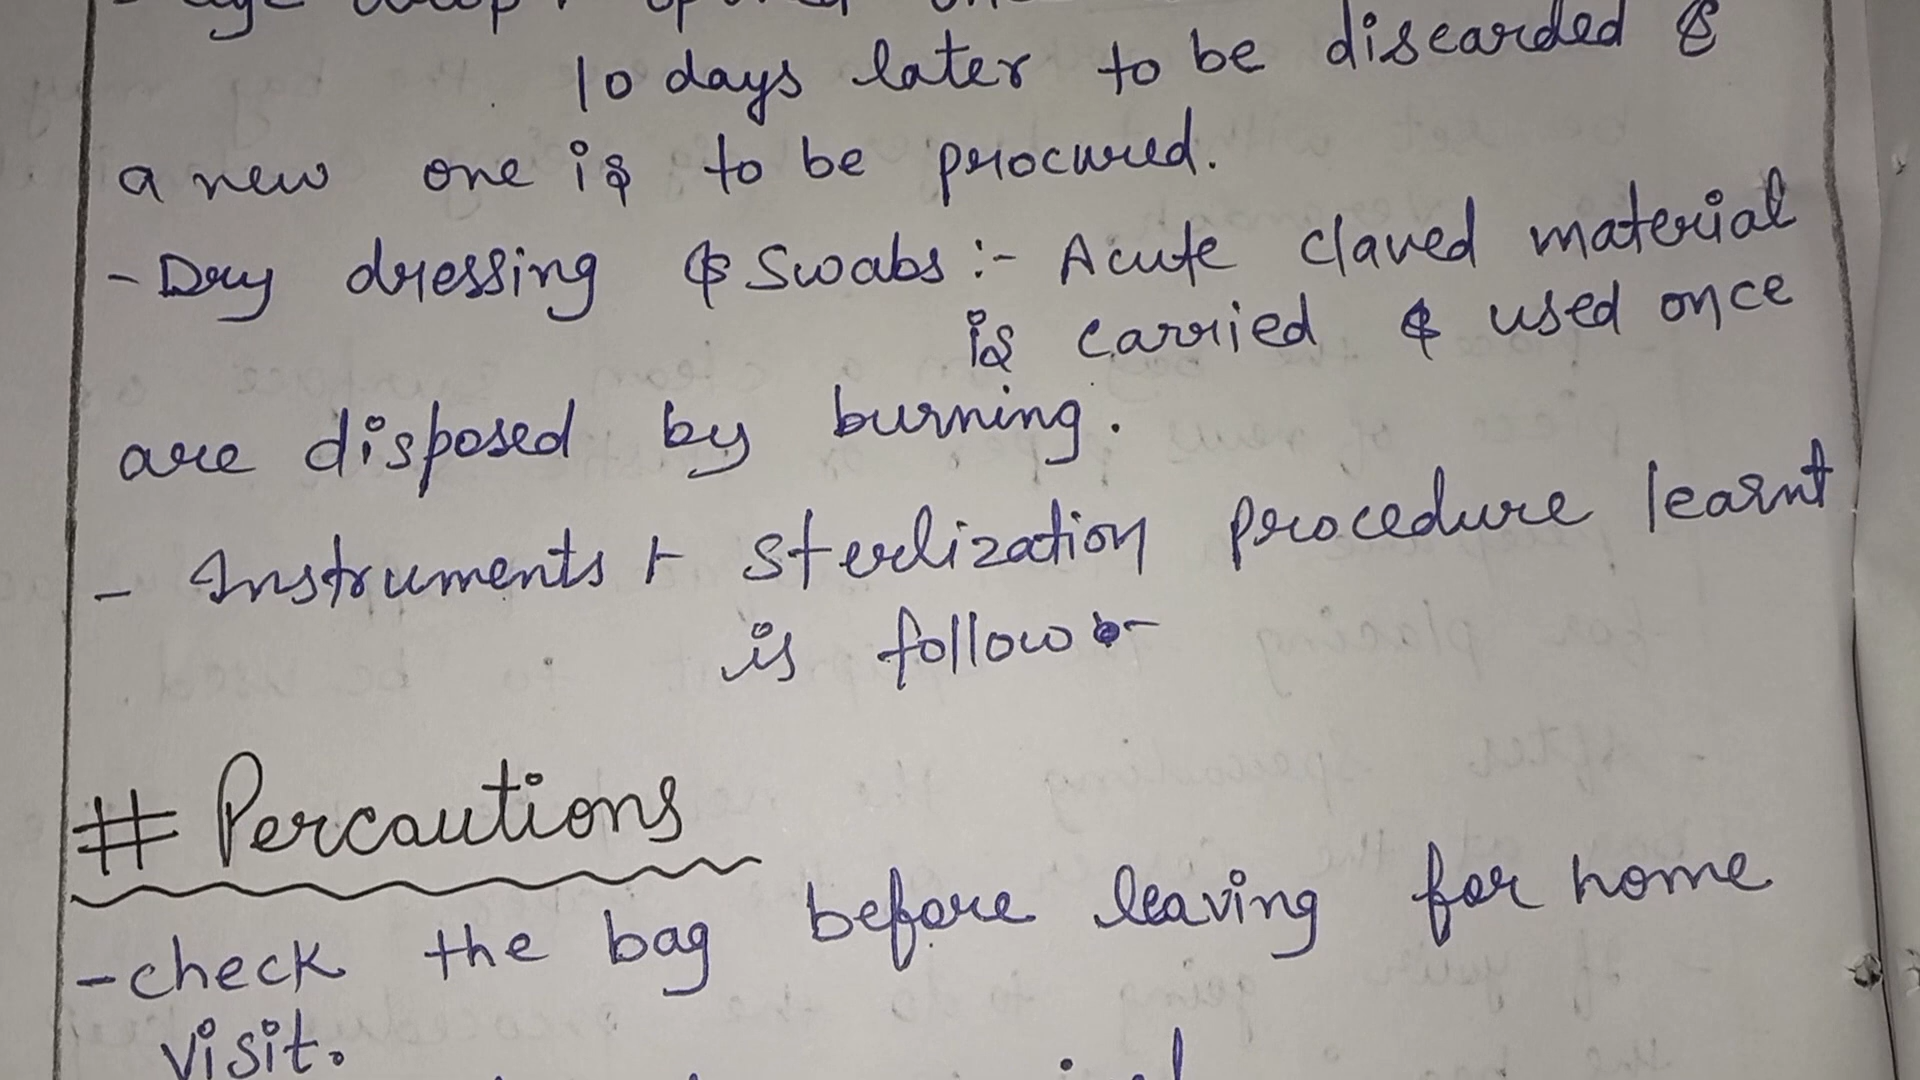 10 days later to be discarded &
a new one is to be procured.
- Dry dressing & Swabs :- Acute claved material
is carried & used once
are disposed by burning.
- Instruments :- sterlization procedure learnt
is follow
# Percautions
- check the bag before leaving for home
visit.